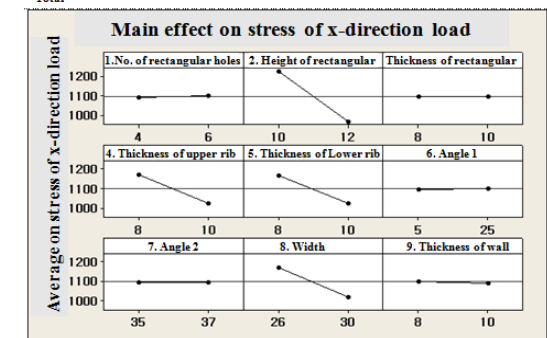 Total
Main effect on stress of x-direction load
Average on stress of x-direction load
1.No. of rectangular holes 2. Height of rectangular Thickness of rectangular
1200
1100
1000
4 6 10 12 8 10
4. Thickness of upper rib 5. Thickness of Lower rib 6. Angle 1
1200
1100
1000
8 10 8 10 5 25
7. Angle 2 8. Width 9. Thickness of wall
1200
1100
1000
35 37 26 30 8 10